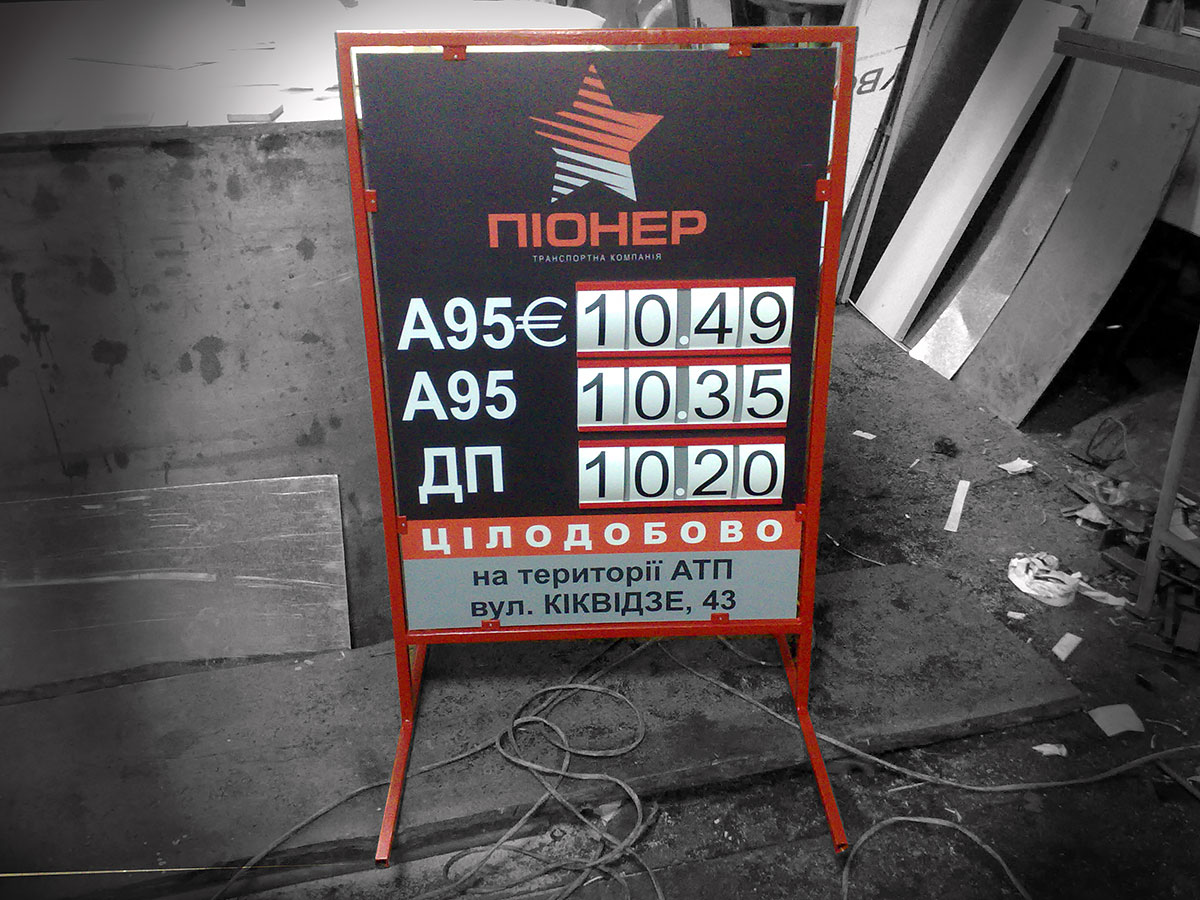 ПІОНЕР
ТРАНСПОРТНА КОМПАНІЯ
А95€ 10.49
А95 10.35
ДП 10.20
ЦІЛОДОБОВО
на території АТП
вул. КІКВІДЗЕ, 43